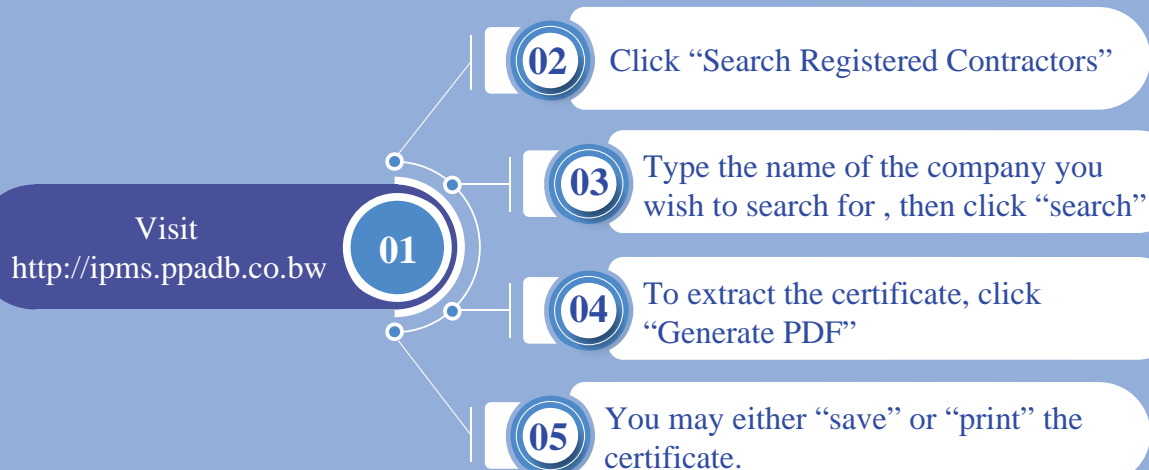 Visit
http://ipms.ppadb.co.bw
01
02
Click “Search Registered Contractors”
03
Type the name of the company you
wish to search for , then click “search”
04
To extract the certificate, click
“Generate PDF”
05
You may either “save” or “print” the
certificate.